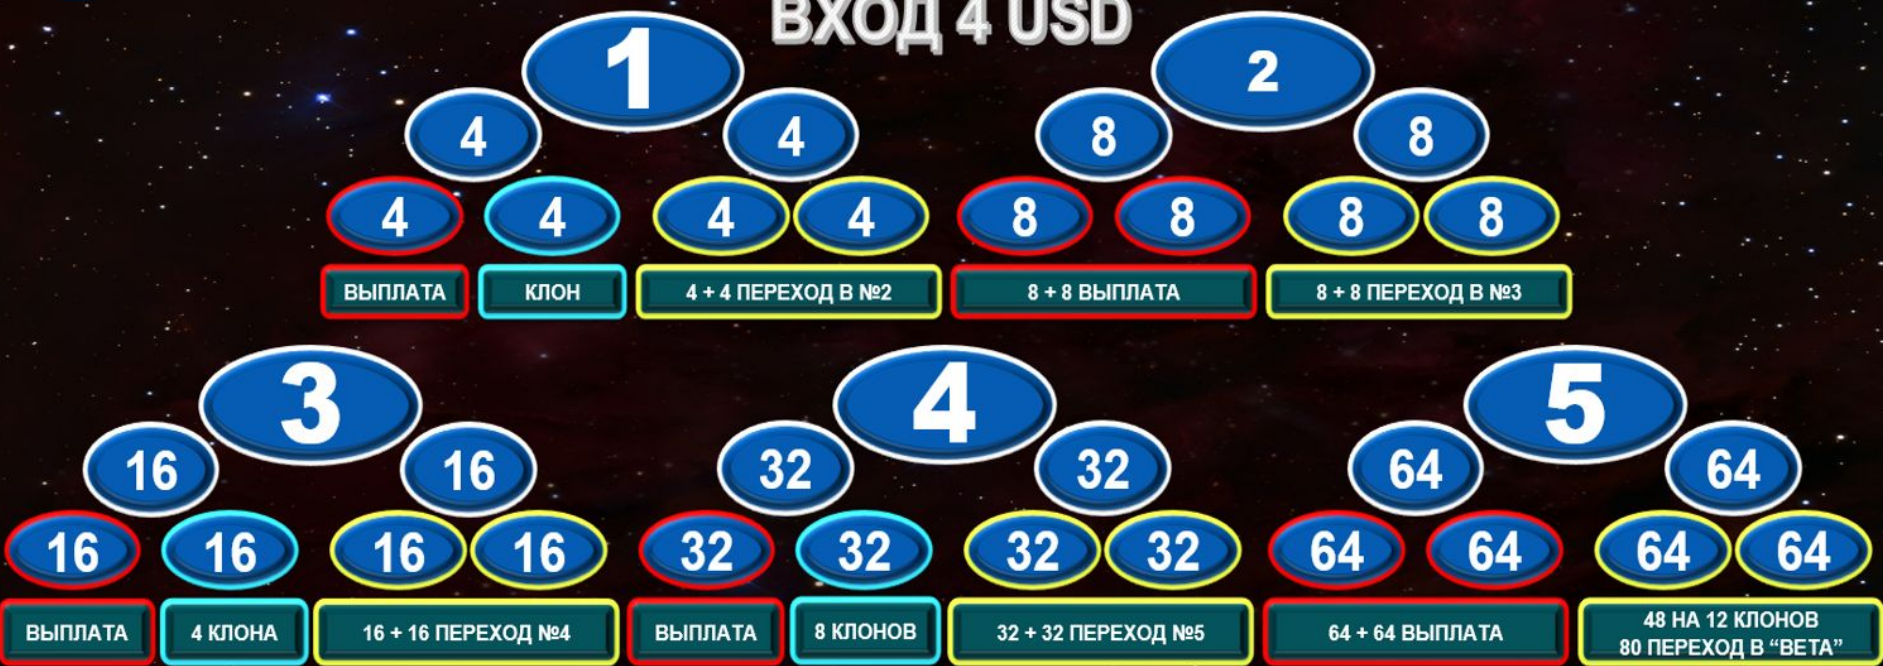 ВХОД 4 USD
1
2
4 4 8 8
4 4 4 4 8 8 8 8
ВЫПЛАТА КЛОН 4 + 4 ПЕРЕХОД В №2 8 + 8 ВЫПЛАТА 8 + 8 ПЕРЕХОД В №3
3 4 5
16 16 32 32 64 64
16 16 16 16 32 32 32 32 64 64 64 64
ВЫПЛАТА 4 КЛОНА 16 + 16 ПЕРЕХОД №4 ВЫПЛАТА 8 КЛОНОВ 32 + 32 ПЕРЕХОД №5 64 + 64 ВЫПЛАТА 48 НА 12 КЛОНОВ
80 ПЕРЕХОД В “BETA”